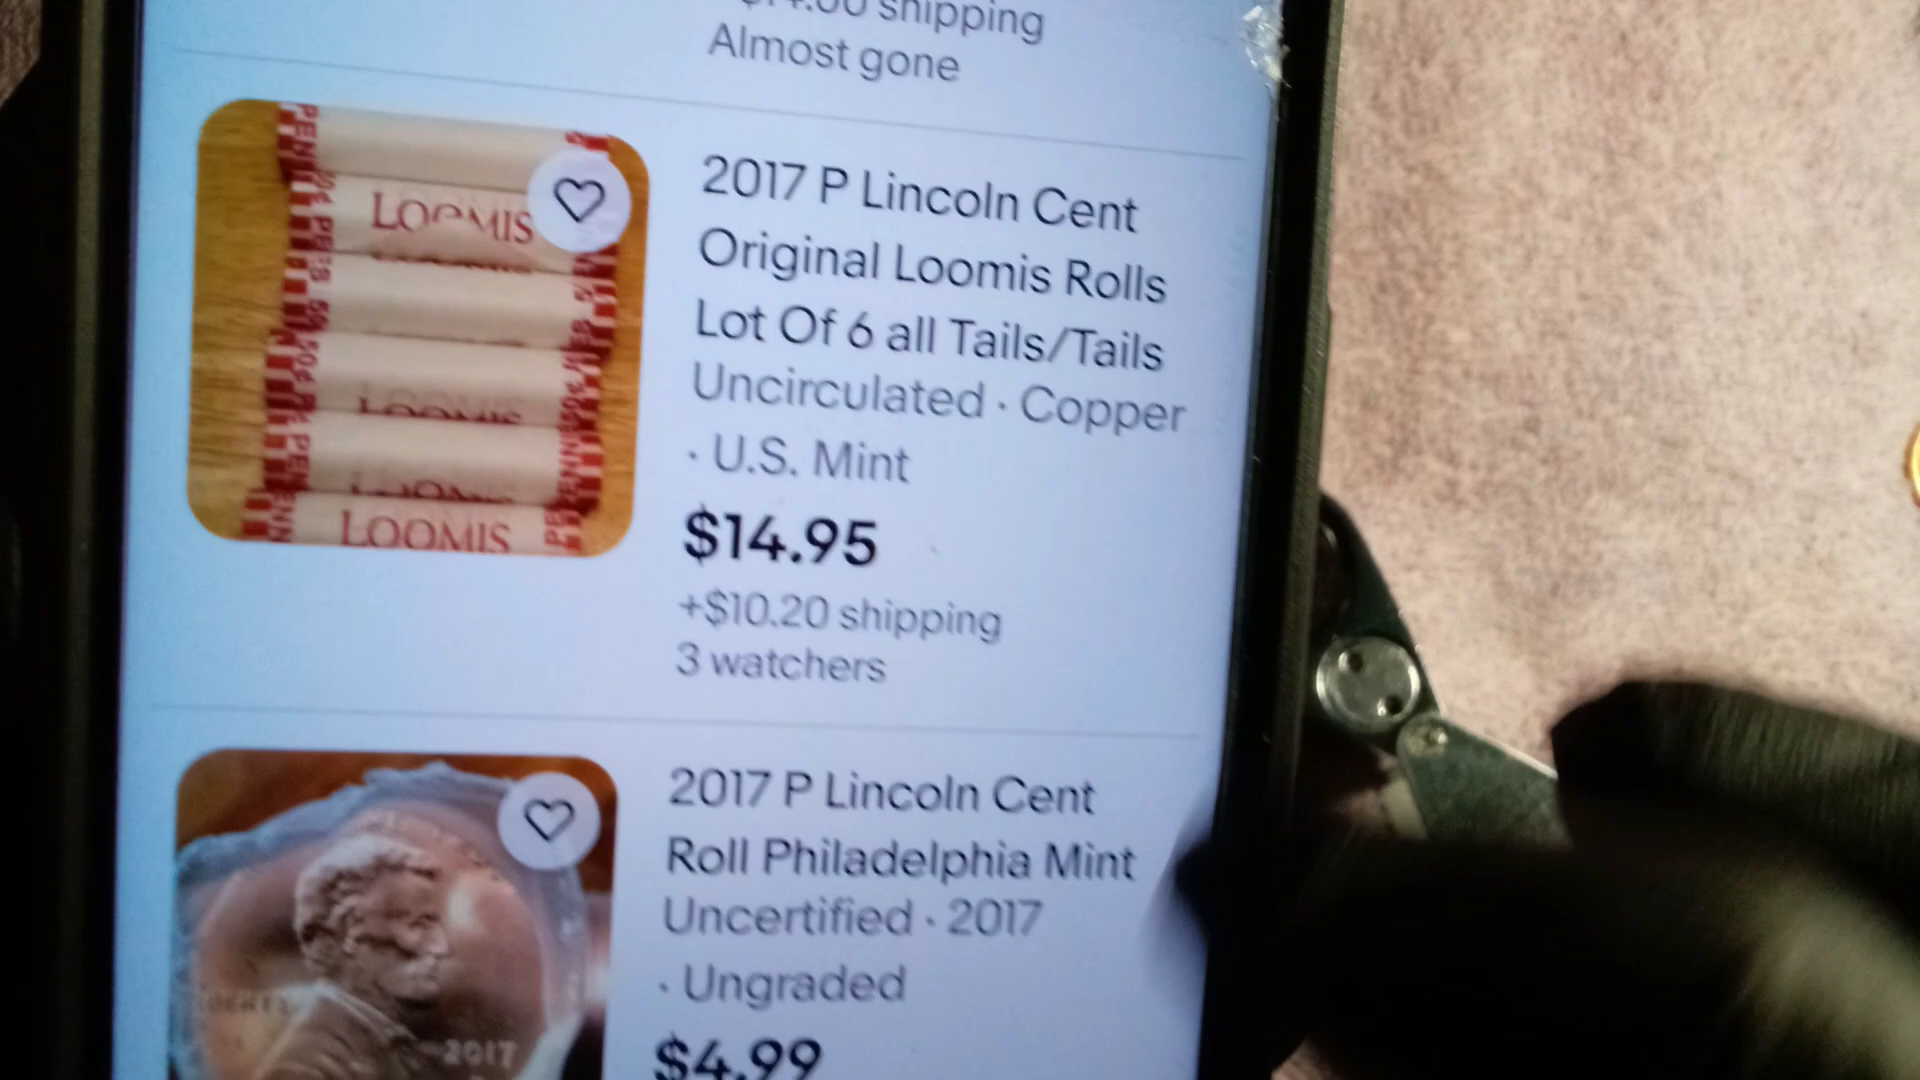 shipping
Almost gone
LOOMIS
2017 P Lincoln Cent
Original Loomis Rolls
Lot Of 6 all Tails/Tails
Uncirculated · Copper
· U.S. Mint
$14.95
+$10.20 shipping
3 watchers
LOOMIS
LOOMIS
2017 P Lincoln Cent
Roll Philadelphia Mint
Uncertified · 2017
· Ungraded
$4.99
2017